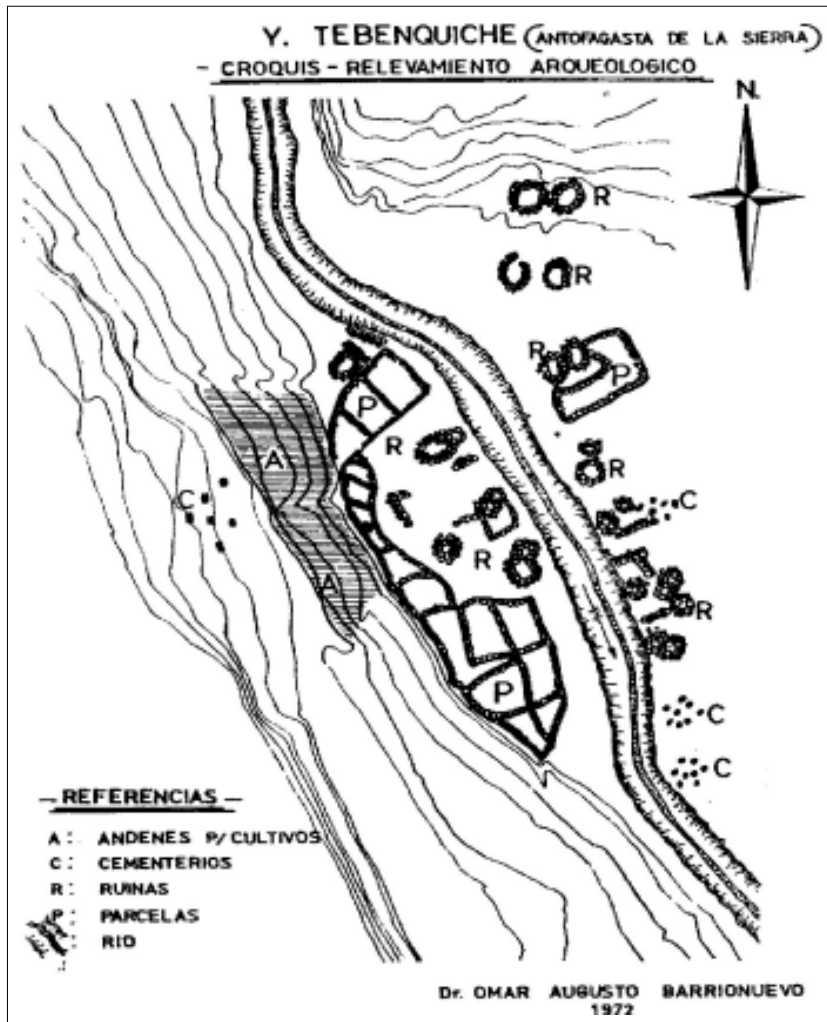 Y. TEBENQUICHE (ANTOFAGASTA DE LA SIERRA)
- CROQUIS - RELEVAMIENTO ARQUEOLOGICO
N.
R
R
R
P
P
R
R
A
C
C
R
A
R
P
C
C
- REFERENCIAS -
A: ANDENES P/ CULTIVOS
C: CEMENTERIOS
R: RUINAS
P: PARCELAS
: RIO
Dr. OMAR AUGUSTO BARRIONUEVO
1972